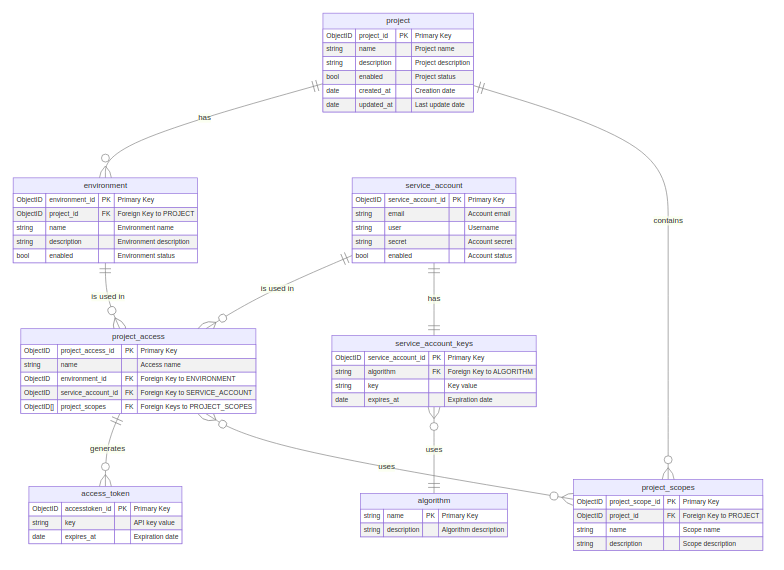 project
ObjectID project_id PK Primary Key
string name Project name
string description Project description
bool enabled Project status
date created_at Creation date
date updated_at Last update date
has
contains
environment
ObjectID environment_id PK Primary Key
ObjectID project_id FK Foreign Key to PROJECT
string name Environment name
string description Environment description
bool enabled Environment status
service_account
ObjectID service_account_id PK Primary Key
string email Account email
string user Username
string secret Account secret
bool enabled Account status
is used in
is used in
has
project_access
ObjectID project_access_id PK Primary Key
string name Access name
ObjectID environment_id FK Foreign Key to ENVIRONMENT
ObjectID service_account_id FK Foreign Key to SERVICE_ACCOUNT
ObjectID[] project_scopes FK Foreign Keys to PROJECT_SCOPES
service_account_keys
ObjectID service_account_id PK Primary Key
string algorithm FK Foreign Key to ALGORITHM
string key Key value
date expires_at Expiration date
generates
uses
uses
access_token
ObjectID accesstoken_id PK Primary Key
string key API key value
date expires_at Expiration date
algorithm
string name PK Primary Key
string description Algorithm description
project_scopes
ObjectID project_scope_id PK Primary Key
ObjectID project_id FK Foreign Key to PROJECT
string name Scope name
string description Scope description